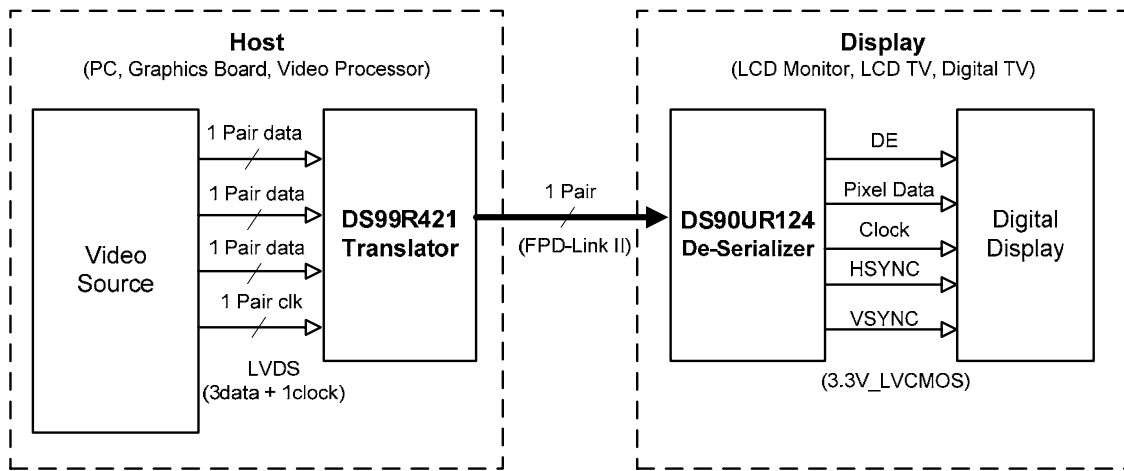 Host
(PC, Graphics Board, Video Processor)
Video
Source
1 Pair data
1 Pair data
1 Pair data
1 Pair clk
LVDS
(3data + 1clock)
DS99R421
Translator
1 Pair
(FPD-Link II)
Display
(LCD Monitor, LCD TV, Digital TV)
DS90UR124
De-Serializer
DE
Pixel Data
Clock
HSYNC
VSYNC
(3.3V_LVCMOS)
Digital
Display